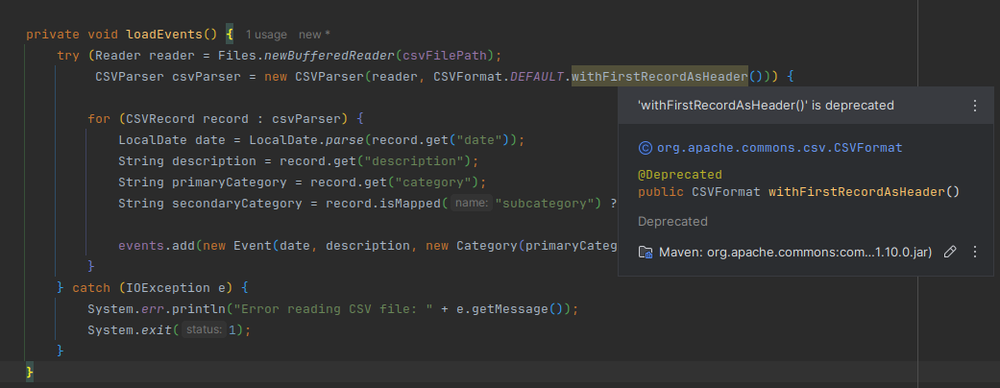 private void loadEvents() { 1 usage new *
try (Reader reader = Files.newBufferedReader(csvFilePath);
CSVParser csvParser = new CSVParser(reader, CSVFormat.DEFAULT.withFirstRecordAsHeader())) {
'withFirstRecordAsHeader()' is deprecated
org.apache.commons.csv.CSVFormat
@Deprecated
public CSVFormat withFirstRecordAsHeader()
Deprecated
Maven: org.apache.commons:com...1.10.0.jar)
for (CSVRecord record : csvParser) {
LocalDate date = LocalDate.parse(record.get("date"));
String description = record.get("description");
String primaryCategory = record.get("category");
String secondaryCategory = record.isMapped( name: "subcategory") ?
events.add(new Event(date, description, new Category(primaryCateg
}
} catch (IOException e) {
System.err.println("Error reading CSV file: " + e.getMessage());
System.exit( status: 1);
}
}